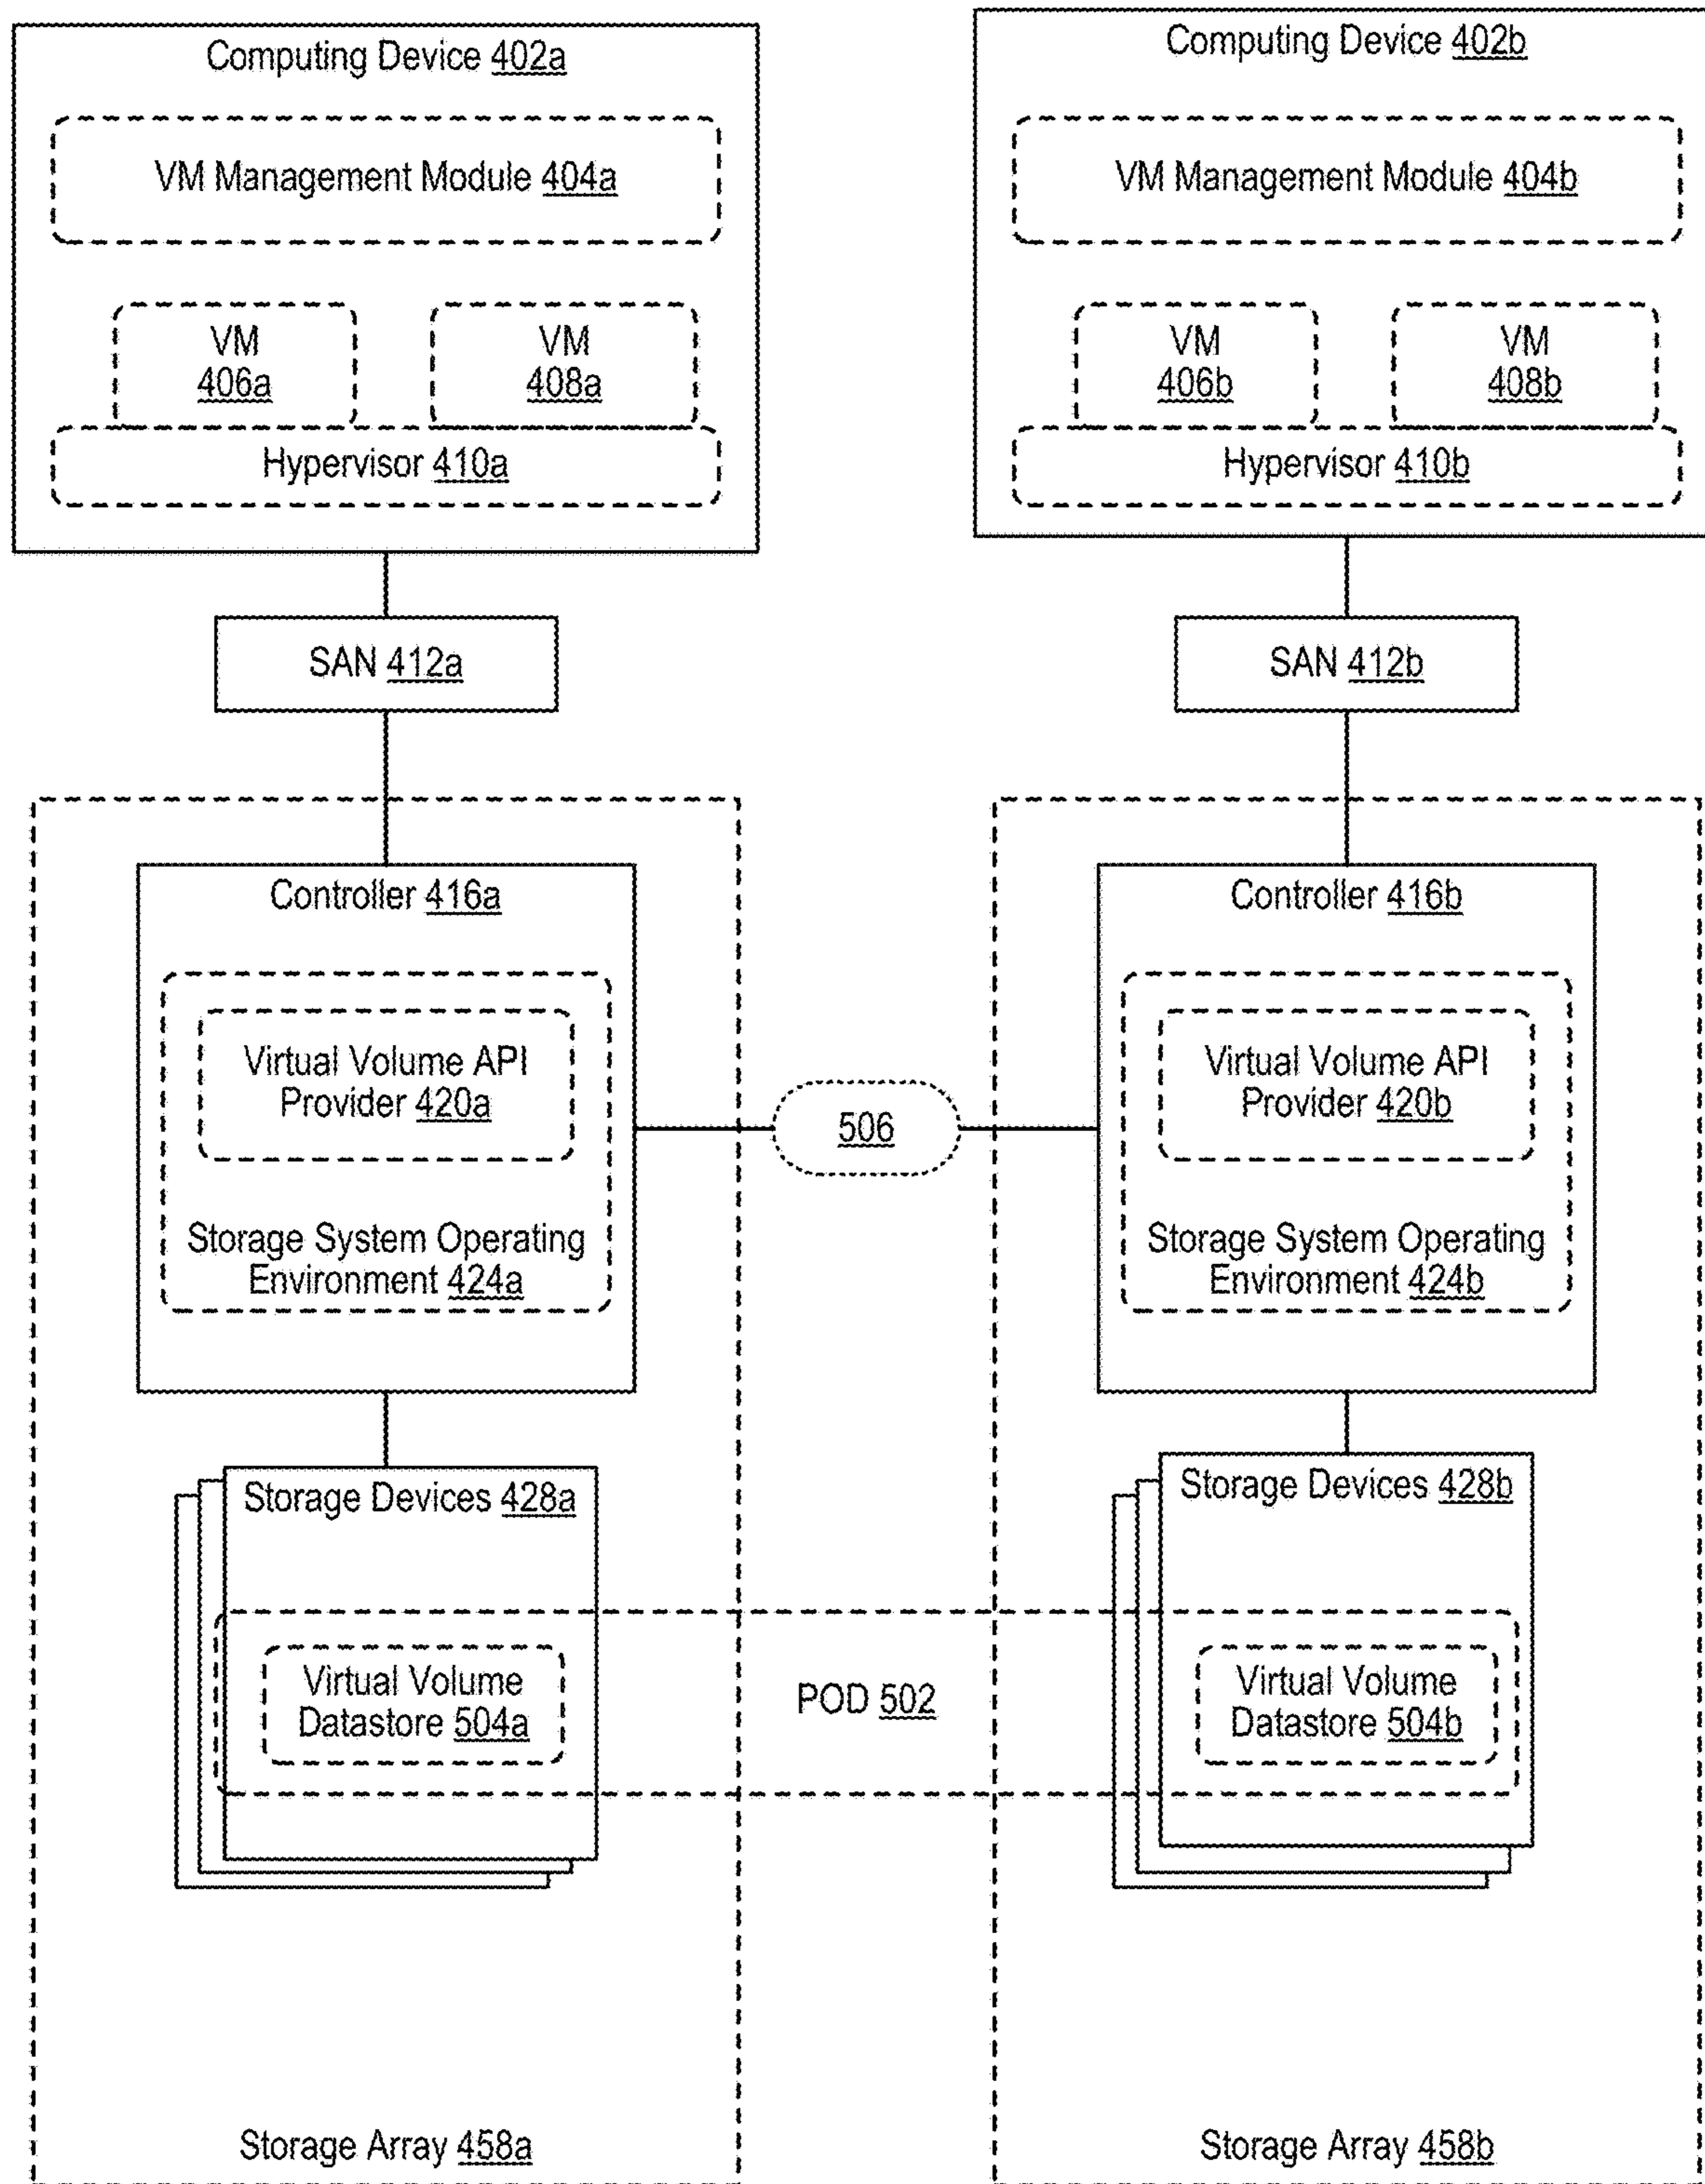 Computing Device 402a
VM Management Module 404a
VM
406a
VM
408a
Hypervisor 410a
SAN 412a
Controller 416a
Virtual Volume API
Provider 420a
Storage System Operating
Environment 424a
Storage Devices 428a
Virtual Volume
Datastore 504a
Storage Array 458a
506
POD 502
Computing Device 402b
VM Management Module 404b
VM
406b
VM
408b
Hypervisor 410b
SAN 412b
Controller 416b
Virtual Volume API
Provider 420b
Storage System Operating
Environment 424b
Storage Devices 428b
Virtual Volume
Datastore 504b
Storage Array 458b